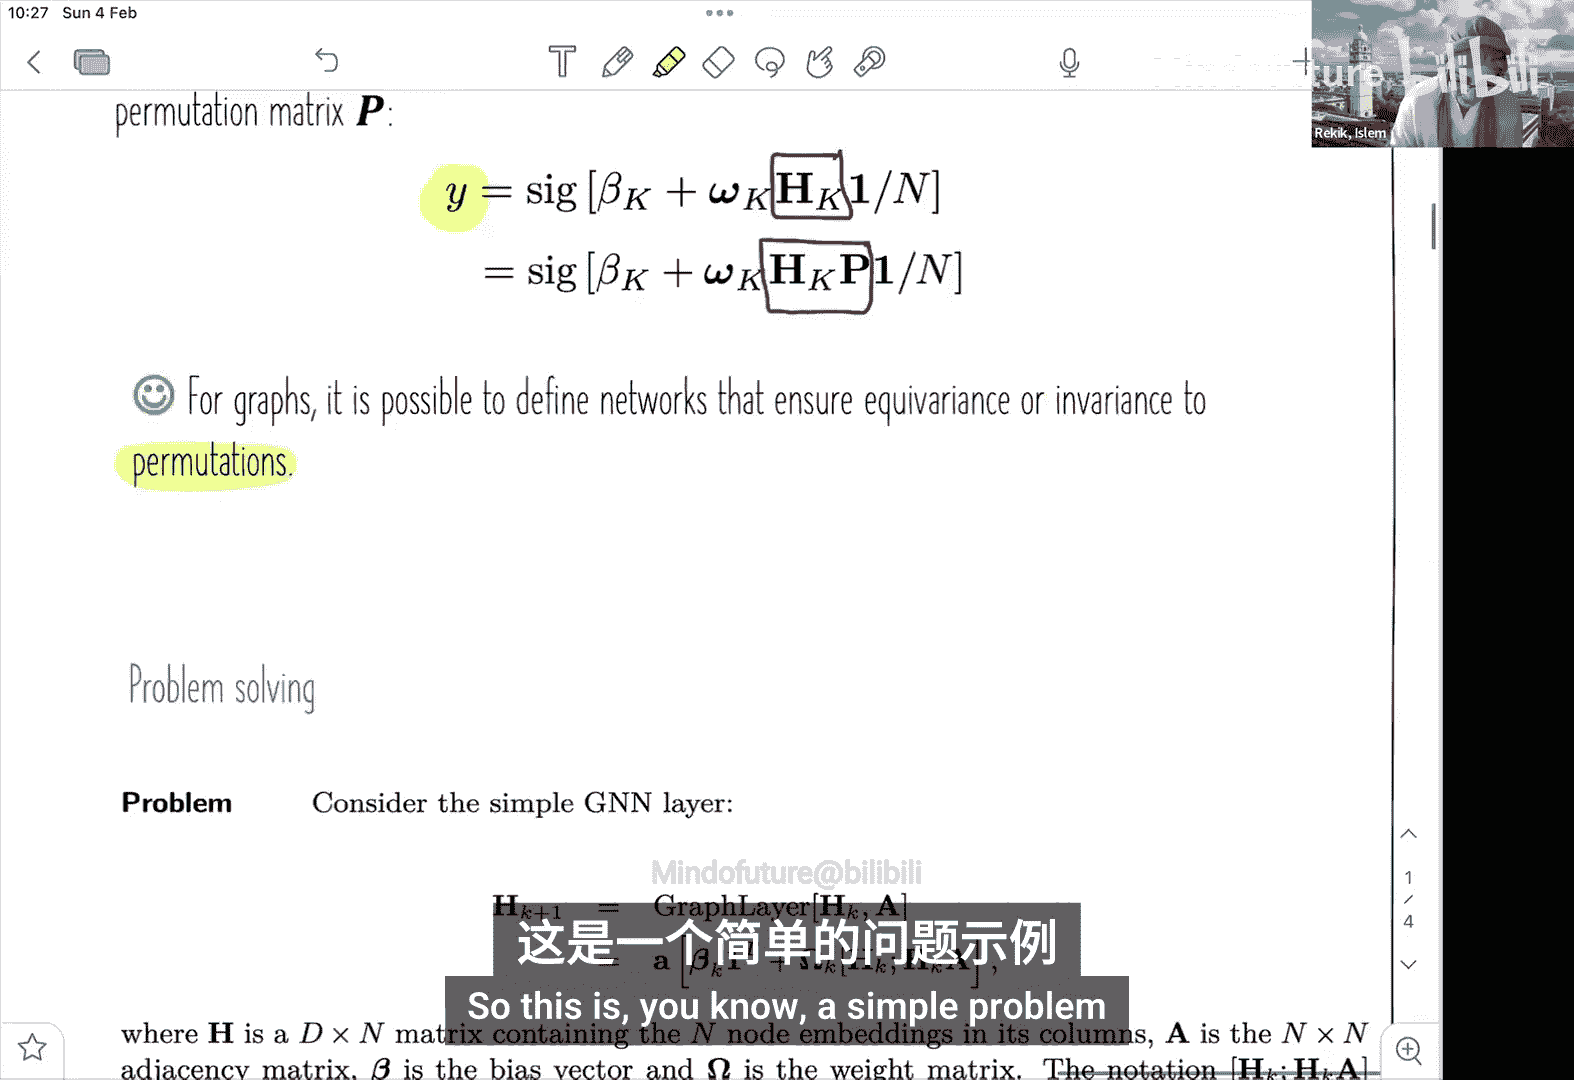 10:27 Sun 4 Feb
ture
bilibili
Rekik, Islem
permutation matrix P:
y = sig [β_K + ω_K H_K 1/N]
= sig [β_K + ω_K H_K P 1/N]
For graphs, it is possible to define networks that ensure equivariance or invariance to
permutations.
Problem solving
Problem Consider the simple GNN layer:
Mindofuture@bilibili
H_{k+1} = GraphLayer[H_k, A]
这是一个简单的问题示例
So this is, you know, a simple problem
where H is a D × N matrix containing the N node embeddings in its columns, A is the N × N
adjacency matrix, β is the bias vector and Ω is the weight matrix. The notation [H_k; H_k A]
1
/
4